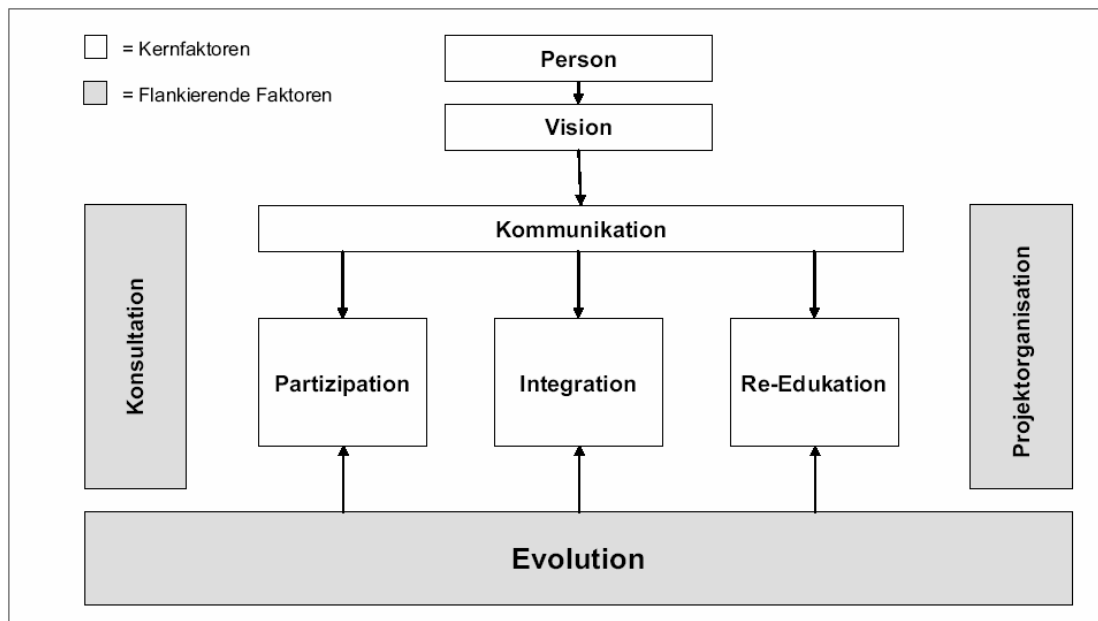 = Kernfaktoren
= Flankierende Faktoren
Person
Vision
Kommunikation
Konsultation
Partizipation
Integration
Re-Edukation
Projektorganisation
Evolution